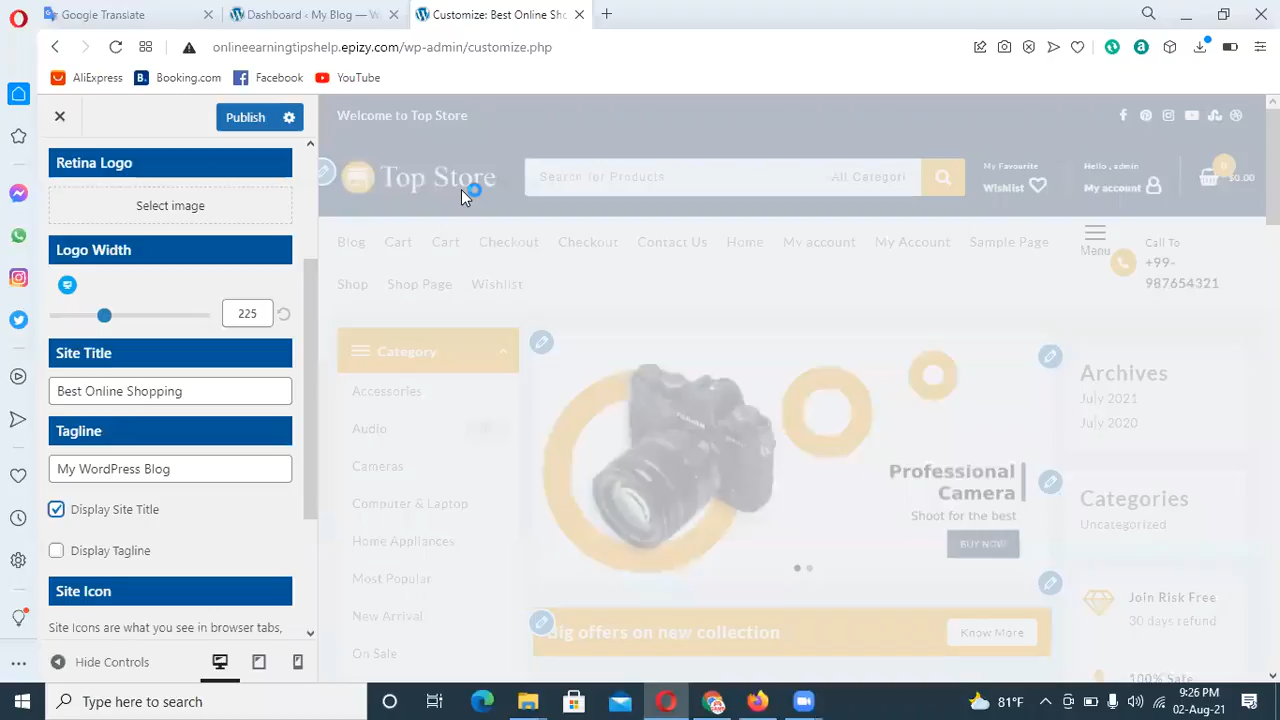 Google Translate
Dashboard ‹ My Blog — W
Customize: Best Online Sho
onlineearningtipshelp.epizy.com/wp-admin/customize.php
AliExpress
Booking.com
Facebook
YouTube
Publish
Welcome to Top Store
Retina Logo
Select image
Top Store
Search for Products
All Categori
My Favourite
Wishlist
Hello , admin
My account
0
$0.00
Logo Width
225
Blog Cart Cart Checkout Checkout Contact Us Home My account My Account Sample Page
Shop Shop Page Wishlist
Menu
Call To
+99-
987654321
Site Title
Best Online Shopping
Tagline
My WordPress Blog
Display Site Title
Display Tagline
Site Icon
Site Icons are what you see in browser tabs,
Hide Controls
Category
Accessories
Audio
Cameras
Computer & Laptop
Home Appliances
Most Popular
New Arrival
On Sale
Professional
Camera
Shoot for the best
BUY NOW
Big offers on new collection
Know More
Archives
July 2021
July 2020
Categories
Uncategorized
Join Risk Free
30 days refund
100% Safe
Type here to search
81°F
9:26 PM
02-Aug-21